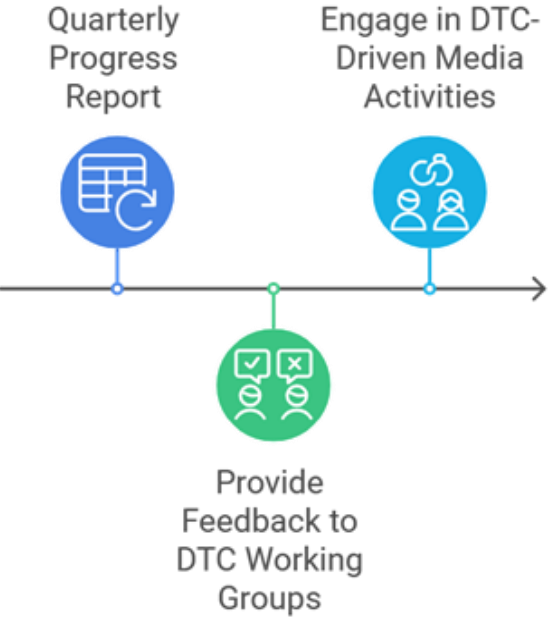 Quarterly
Progress
Report
Engage in DTC-
Driven Media
Activities
Provide
Feedback to
DTC Working
Groups